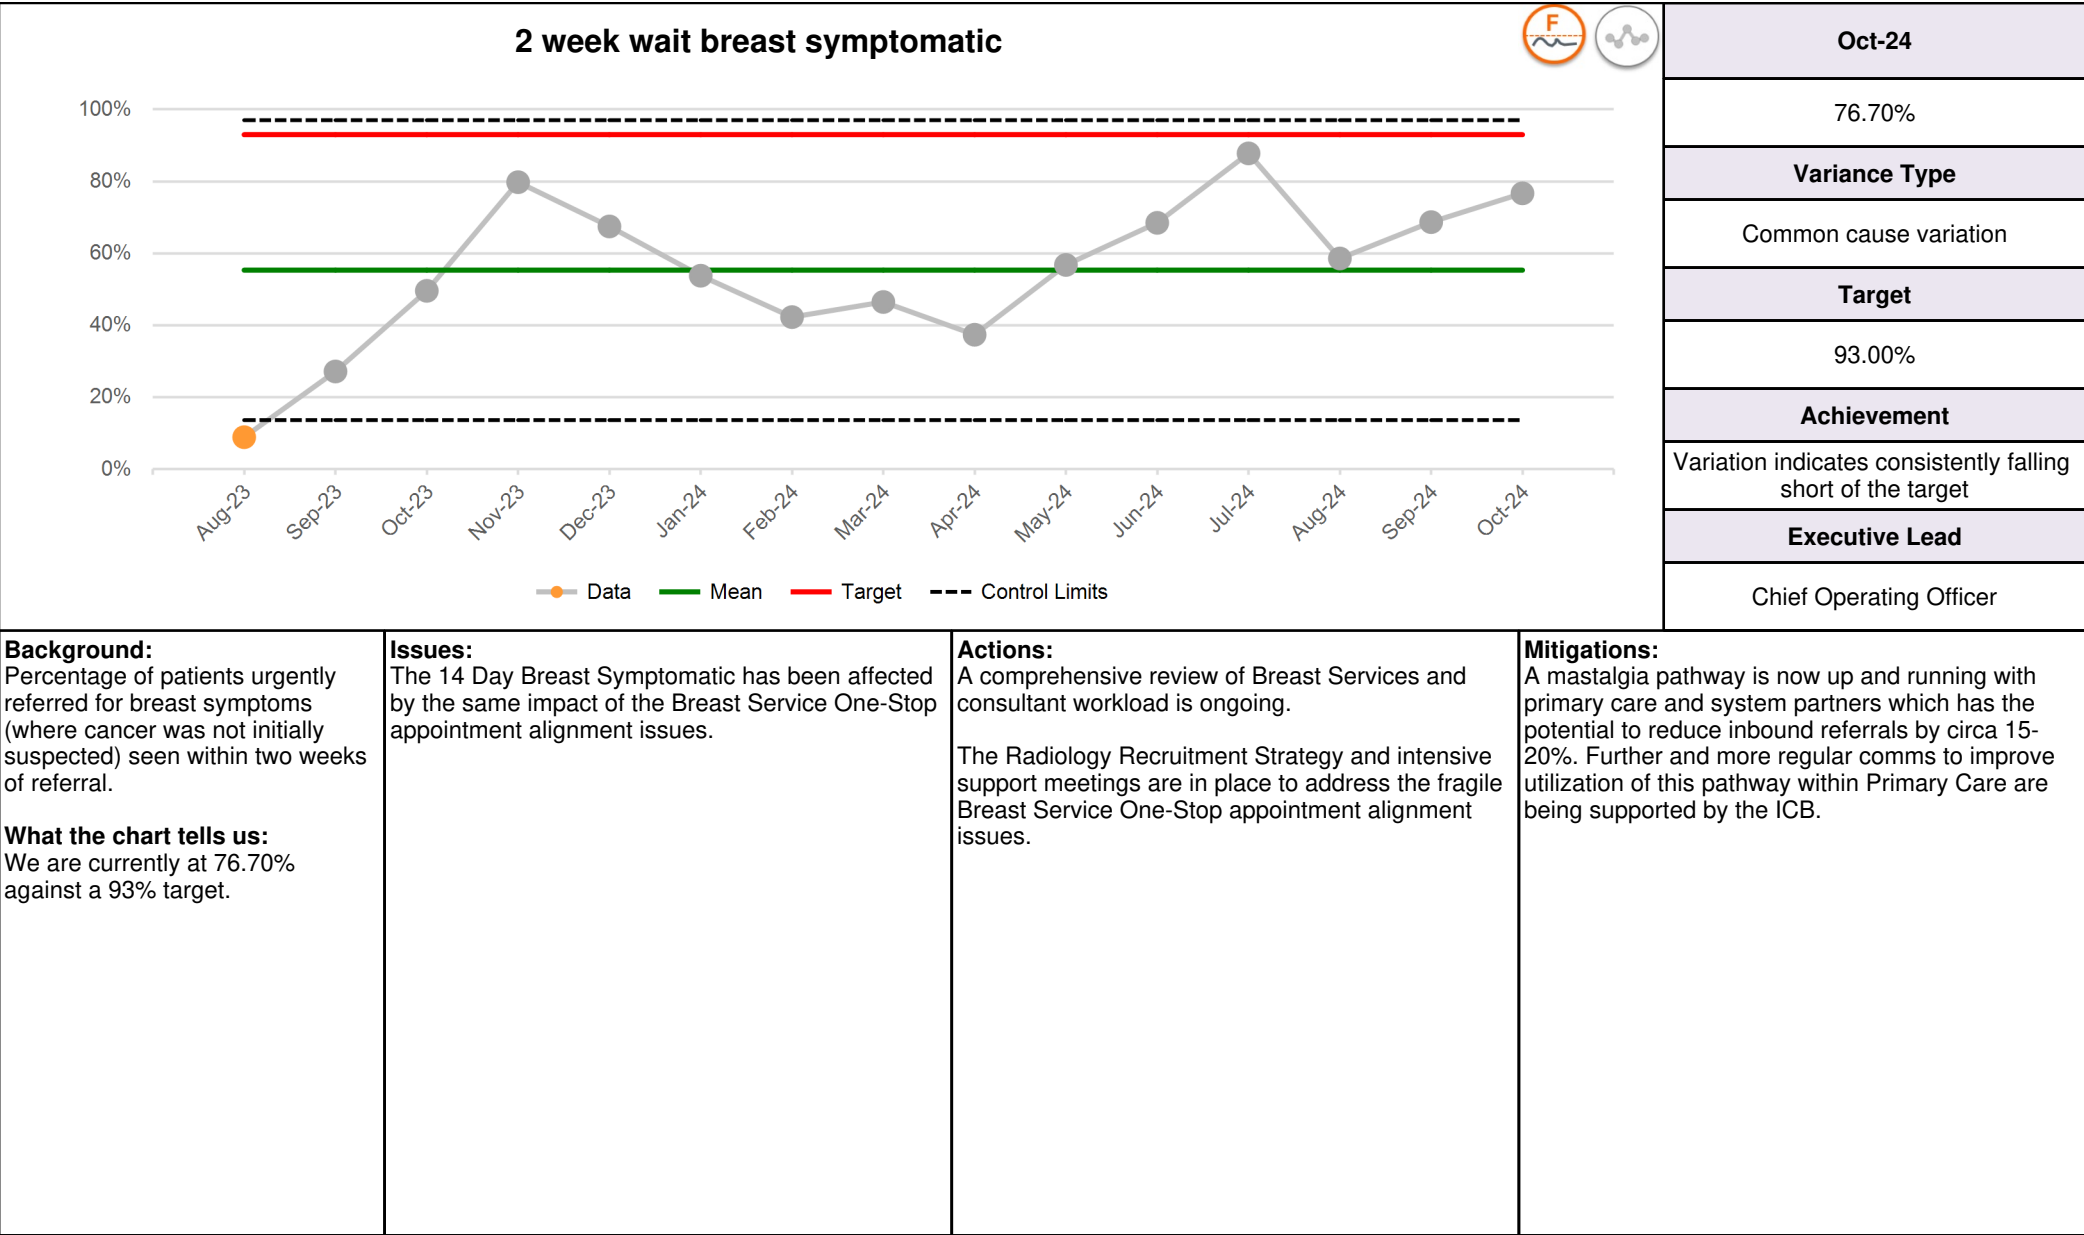 2 week wait breast symptomatic
F
100%
80%
60%
40%
20%
0%
Aug-23
Sep-23
Oct-23
Nov-23
Dec-23
Jan-24
Feb-24
Mar-24
Apr-24
May-24
Jun-24
Jul-24
Aug-24
Sep-24
Oct-24
Data
Mean
Target
Control Limits
Oct-24
76.70%
Variance Type
Common cause variation
Target
93.00%
Achievement
Variation indicates consistently falling
short of the target
Executive Lead
Chief Operating Officer
Background:
Percentage of patients urgently
referred for breast symptoms
(where cancer was not initially
suspected) seen within two weeks
of referral.
What the chart tells us:
We are currently at 76.70%
against a 93% target.
Issues:
The 14 Day Breast Symptomatic has been affected
by the same impact of the Breast Service One-Stop
appointment alignment issues.
Actions:
A comprehensive review of Breast Services and
consultant workload is ongoing.
The Radiology Recruitment Strategy and intensive
support meetings are in place to address the fragile
Breast Service One-Stop appointment alignment
issues.
Mitigations:
A mastalgia pathway is now up and running with
primary care and system partners which has the
potential to reduce inbound referrals by circa 15-
20%. Further and more regular comms to improve
utilization of this pathway within Primary Care are
being supported by the ICB.